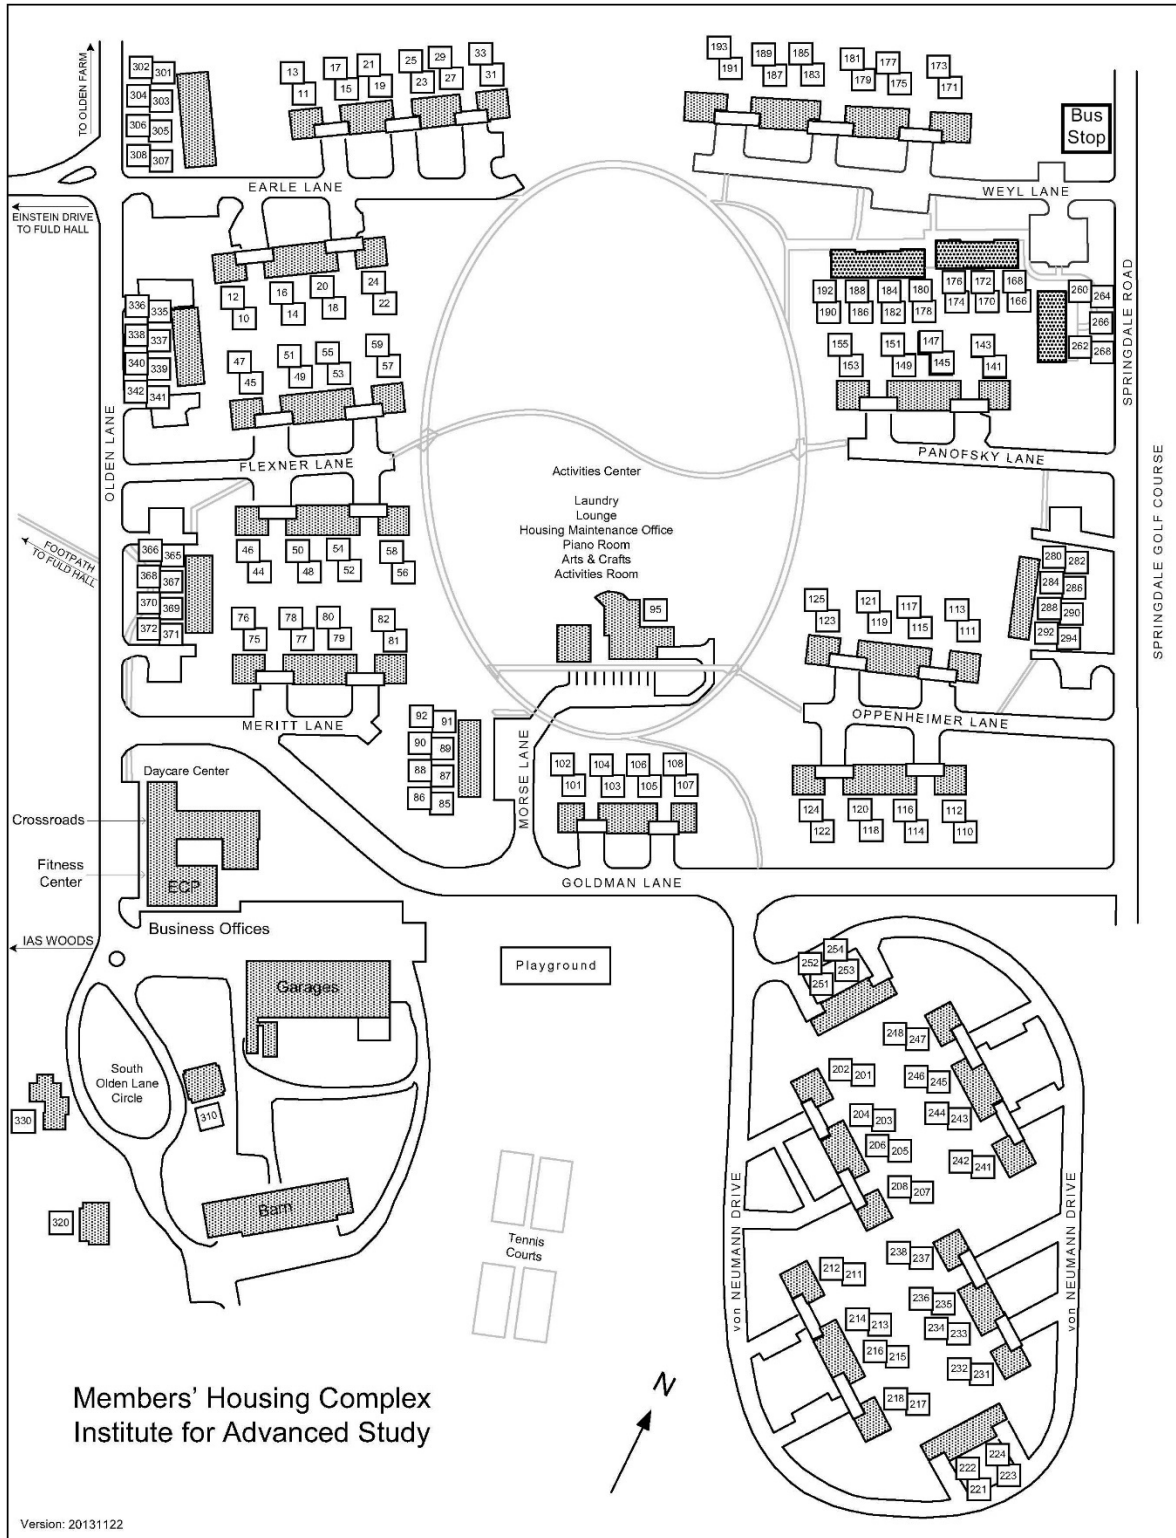 TO OLDEN FARM
302 301
304 303
306 305
308 307
13 11
17 15
21 19
25 23
29 27
33 31
193 191
189 187
185 183
181 179
177 175
173 171
Bus
Stop
EARLE LANE
WEYL LANE
EINSTEIN DRIVE
TO FULD HALL
12 10
16 14
20 18
24 22
192 190
188 186
184 182
180 178
176 174
172 170
168 166
260 264
266
262 268
336 335
338 337
340 339
342 341
47 45
51 49
55 53
59 57
155 153
151 149
147 145
143 141
SPRINGDALE ROAD
OLDEN LANE
FLEXNER LANE
PANOFSKY LANE
SPRINGDALE GOLF COURSE
Activities Center
Laundry
Lounge
Housing Maintenance Office
Piano Room
Arts & Crafts
Activities Room
FOOTPATH
TO FULD HALL
366 365
368 367
370 369
372 371
46 44
50 48
54 52
58 56
280 282
284 286
288 290
292 294
76 75
78 77
80 79
82 81
95
125 123
121 119
117 115
113 111
MERITT LANE
OPPENHEIMER LANE
92 91
90 89
88 87
86 85
MORSE LANE
102 101
104 103
106 105
108 107
124 122
120 118
116 114
112 110
Daycare Center
Crossroads
Fitness
Center
ECP
GOLDMAN LANE
Business Offices
IAS WOODS
Playground
Garages
254
252 253
251
248 247
246 245
244 243
242 241
202 201
204 203
206 205
208 207
South
Olden Lane
Circle
330
310
320
Barn
Tennis
Courts
von NEUMANN DRIVE
von NEUMANN DRIVE
238 237
236 235
234 233
232 231
212 211
214 213
216 215
218 217
224
222 223
221
N
Members' Housing Complex
Institute for Advanced Study
Version: 20131122